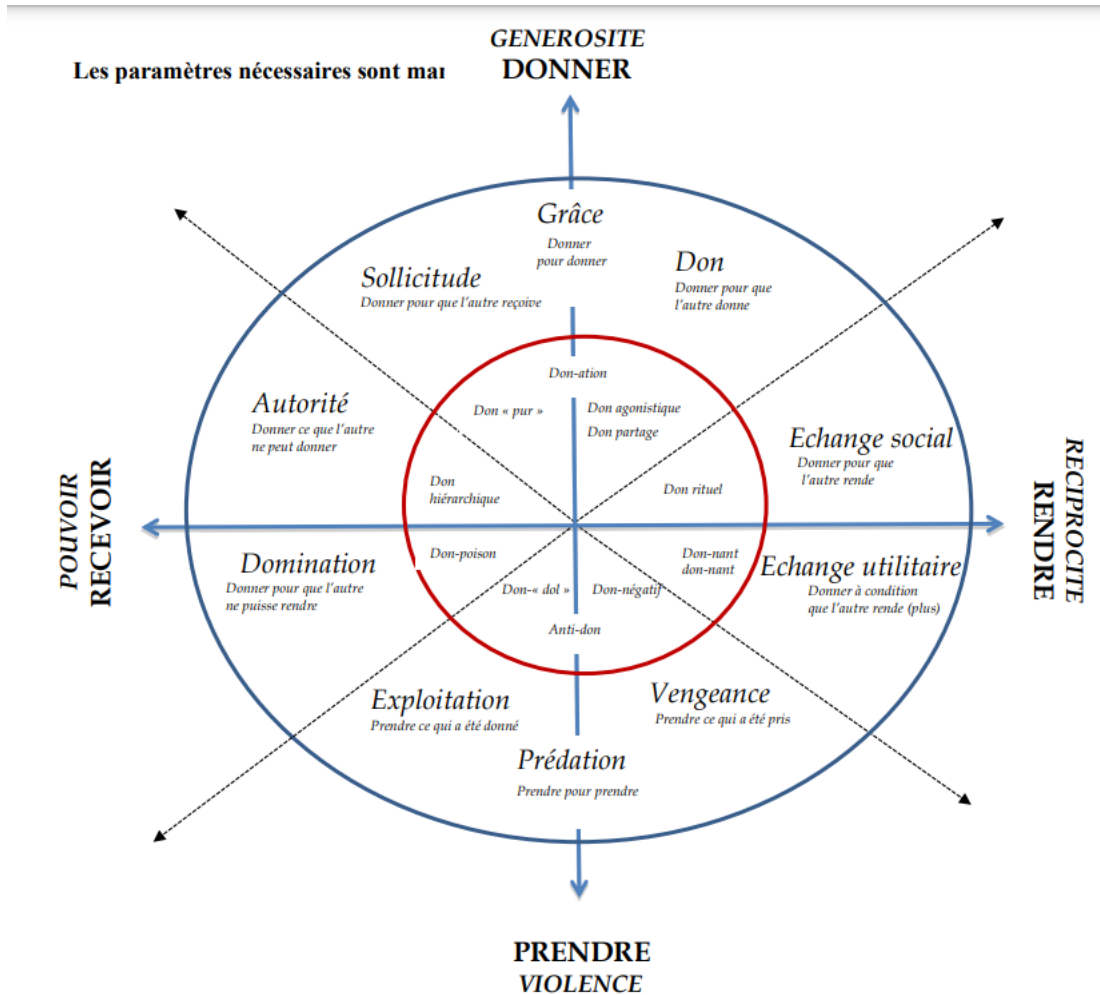 GENEROSITE
Les paramètres nécessaires sont mar
DONNER
Grâce
Donner
pour donner
Sollicitude
Donner pour que l'autre reçoive
Don
Donner pour que
l'autre donne
Don-ation
Don « pur »
Don agonistique
Don partage
Autorité
Donner ce que l'autre
ne peut donner
Echange social
Donner pour que
l'autre rende
Don
hiérarchique
Don rituel
POUVOIR
RECEVOIR
RENDRE
RECIPROCITE
Domination
Donner pour que l'autre
ne puisse rendre
Don-poison
Don-nant
don-nant
Echange utilitaire
Donner à condition
que l'autre rende (plus)
Don-« dol »
Don-négatif
Anti-don
Exploitation
Prendre ce qui a été donné
Vengeance
Prendre ce qui a été pris
Prédation
Prendre pour prendre
PRENDRE
VIOLENCE